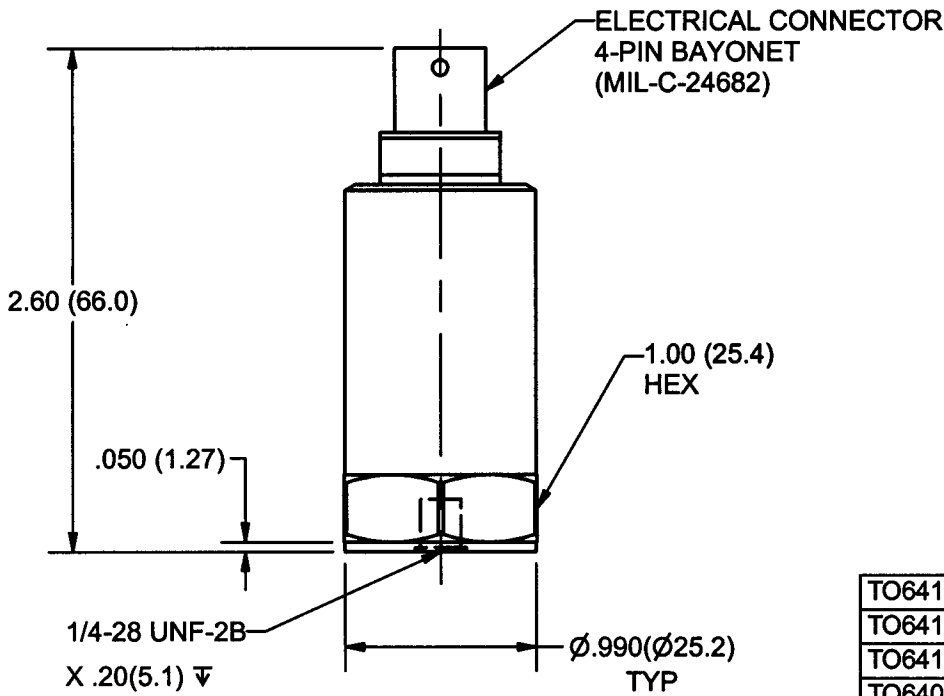 ELECTRICAL CONNECTOR
4-PIN BAYONET
(MIL-C-24682)
2.60 (66.0)
1.00 (25.4)
HEX
.050 (1.27)
1/4-28 UNF-2B
X .20(5.1) ↧
Ø.990(Ø25.2)
TYP
TO641
TO641
TO641
TO640